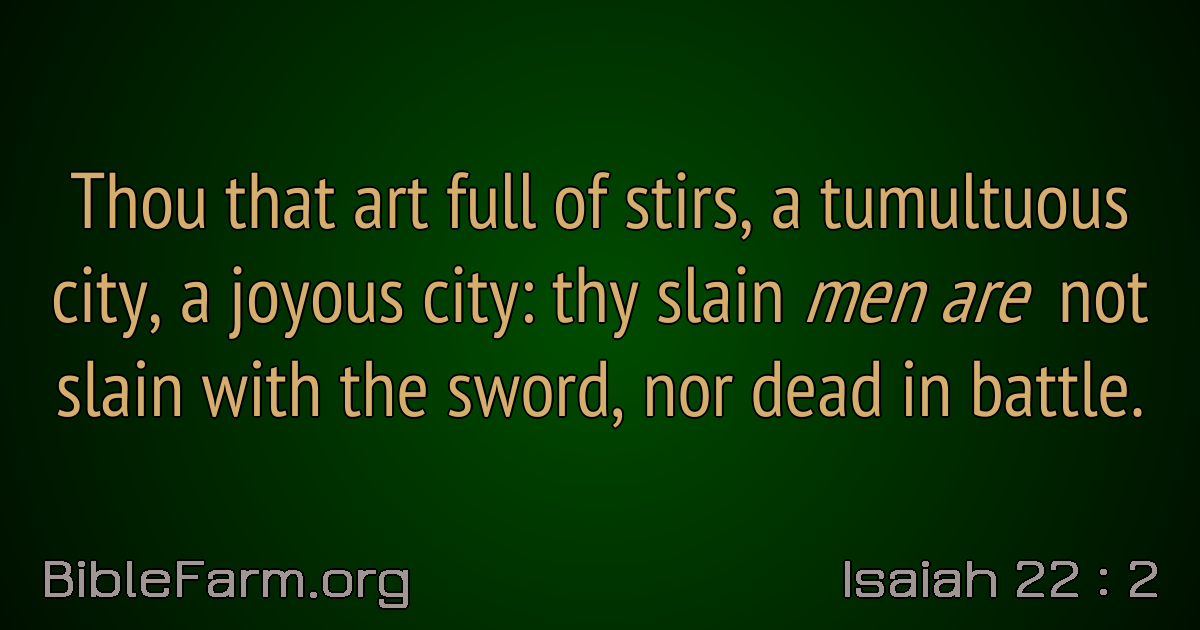 Thou that art full of stirs, a tumultuous
city, a joyous city: thy slain men are not
slain with the sword, nor dead in battle.
BibleFarm.org
Isaiah 22 : 2